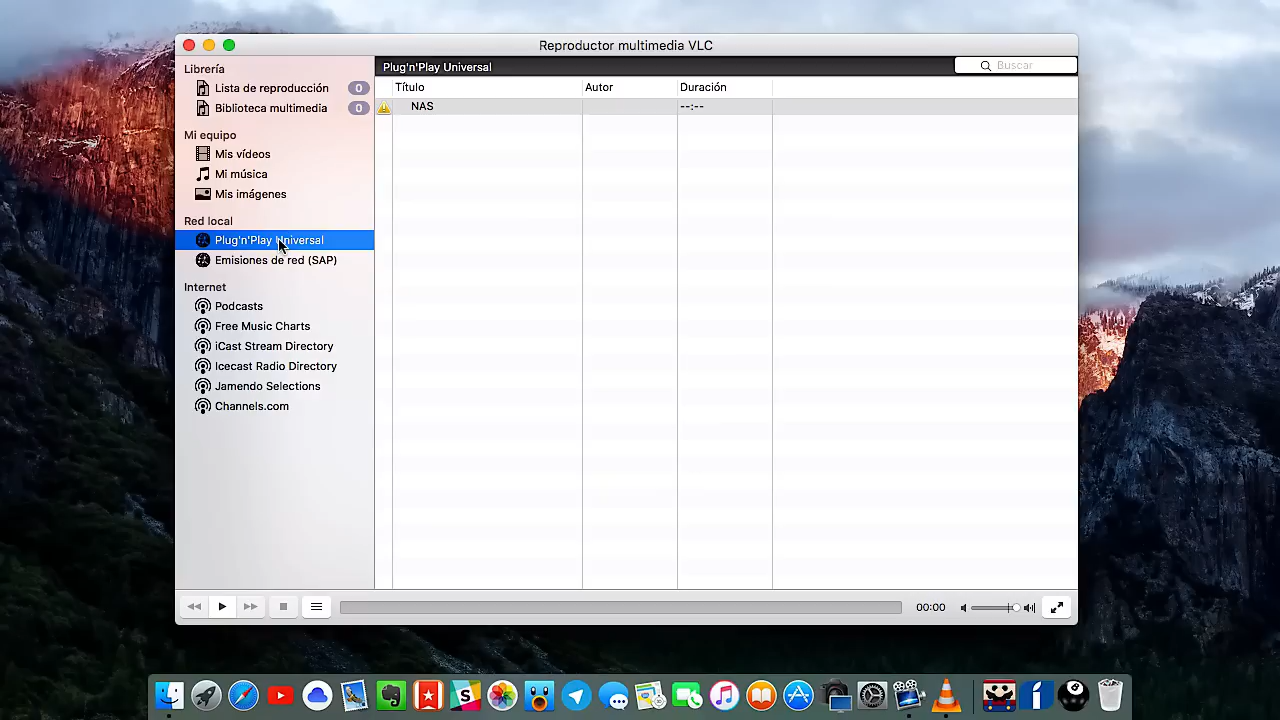 Reproductor multimedia VLC
Librería
Lista de reproducción 0
Biblioteca multimedia 0
Mi equipo
Mis vídeos
Mi música
Mis imágenes
Red local
Plug'n'Play Universal
Emisiones de red (SAP)
Internet
Podcasts
Free Music Charts
iCast Stream Directory
Icecast Radio Directory
Jamendo Selections
Channels.com
Plug'n'Play Universal
Buscar
Título Autor Duración
NAS --:--
00:00